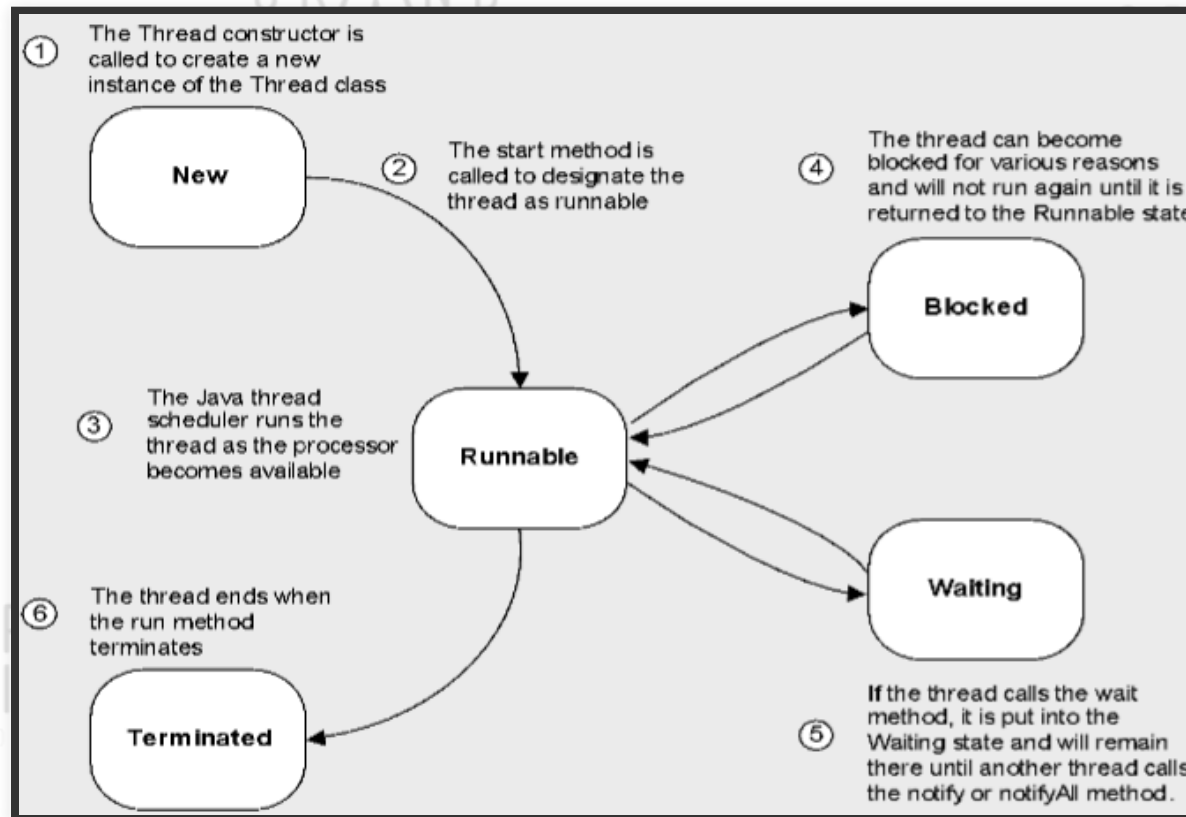 1
The Thread constructor is
called to create a new
instance of the Thread class
New
2
The start method is
called to designate the
thread as runnable
3
The Java thread
scheduler runs the
thread as the processor
becomes available
Runnable
4
The thread can become
blocked for various reasons
and will not run again until it is
returned to the Runnable state
Blocked
Waiting
5
If the thread calls the wait
method, it is put into the
Waiting state and will remain
there until another thread calls
the notify or notifyAll method.
6
The thread ends when
the run method
terminates
Terminated